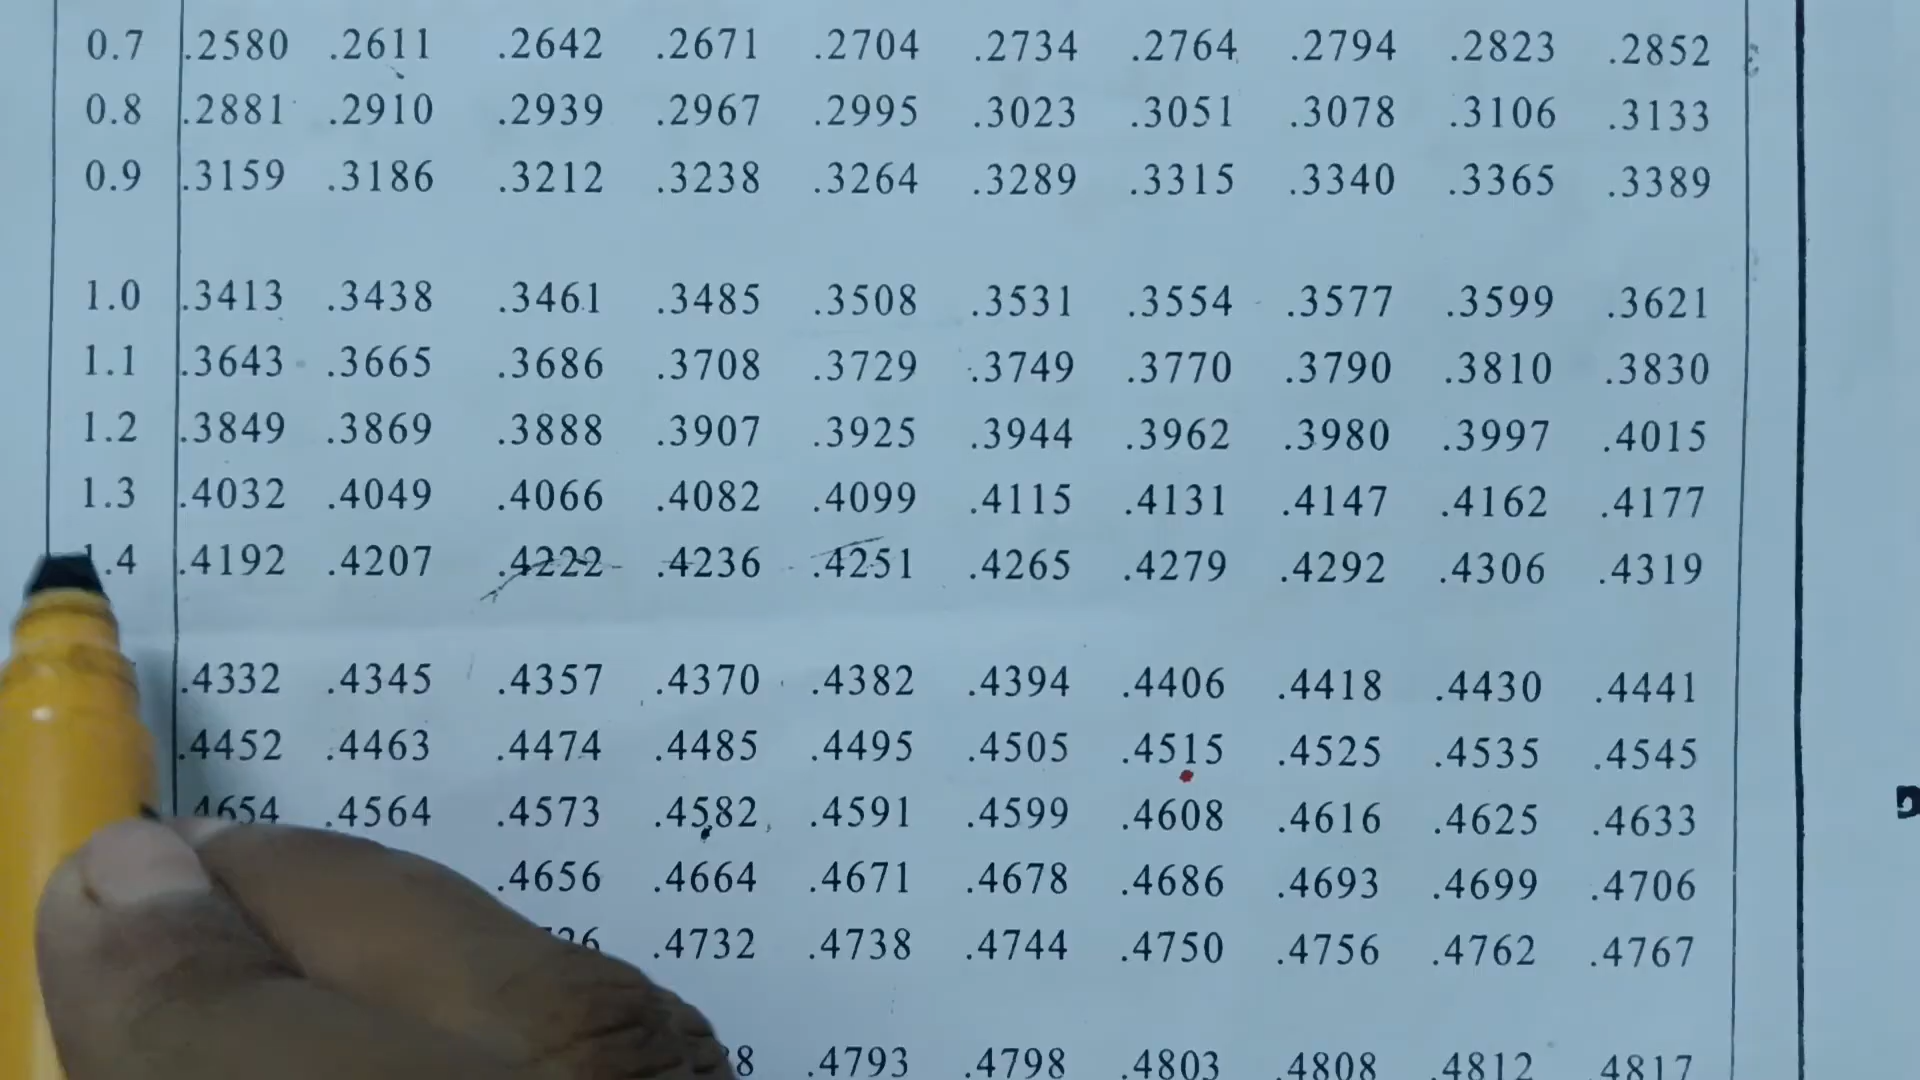 0.7 .2580 .2611 .2642 .2671 .2704 .2734 .2764 .2794 .2823 .2852
0.8 .2881 .2910 .2939 .2967 .2995 .3023 .3051 .3078 .3106 .3133
0.9 .3159 .3186 .3212 .3238 .3264 .3289 .3315 .3340 .3365 .3389
1.0 .3413 .3438 .3461 .3485 .3508 .3531 .3554 .3577 .3599 .3621
1.1 .3643 .3665 .3686 .3708 .3729 .3749 .3770 .3790 .3810 .3830
1.2 .3849 .3869 .3888 .3907 .3925 .3944 .3962 .3980 .3997 .4015
1.3 .4032 .4049 .4066 .4082 .4099 .4115 .4131 .4147 .4162 .4177
1.4 .4192 .4207 .4222 .4236 .4251 .4265 .4279 .4292 .4306 .4319
.4332 .4345 .4357 .4370 .4382 .4394 .4406 .4418 .4430 .4441
.4452 .4463 .4474 .4485 .4495 .4505 .4515 .4525 .4535 .4545
.4654 .4564 .4573 .4582 .4591 .4599 .4608 .4616 .4625 .4633
.4656 .4664 .4671 .4678 .4686 .4693 .4699 .4706
.4732 .4738 .4744 .4750 .4756 .4762 .4767
.4793 .4798 .4803 .4808 .4812 .4817